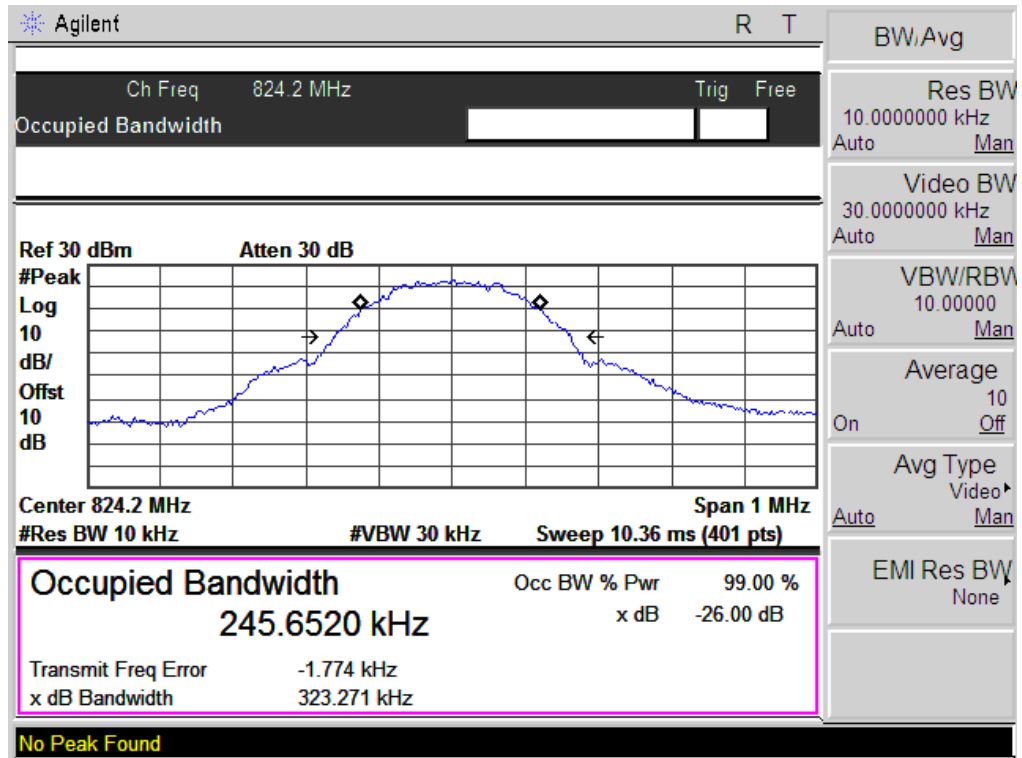 Agilent R T
Ch Freq 824.2 MHz Trig Free
Occupied Bandwidth
Ref 30 dBm Atten 30 dB
#Peak
Log
10
dB/
Offst
10
dB
Center 824.2 MHz Span 1 MHz
#Res BW 10 kHz #VBW 30 kHz Sweep 10.36 ms (401 pts)
Occupied Bandwidth Occ BW % Pwr 99.00 %
245.6520 kHz x dB -26.00 dB
Transmit Freq Error -1.774 kHz
x dB Bandwidth 323.271 kHz
No Peak Found
BW/Avg
Res BW
10.0000000 kHz
Auto Man
Video BW
30.0000000 kHz
Auto Man
VBW/RBW
10.00000
Auto Man
Average
10
On Off
Avg Type
Video
Auto Man
EMI Res BW
None